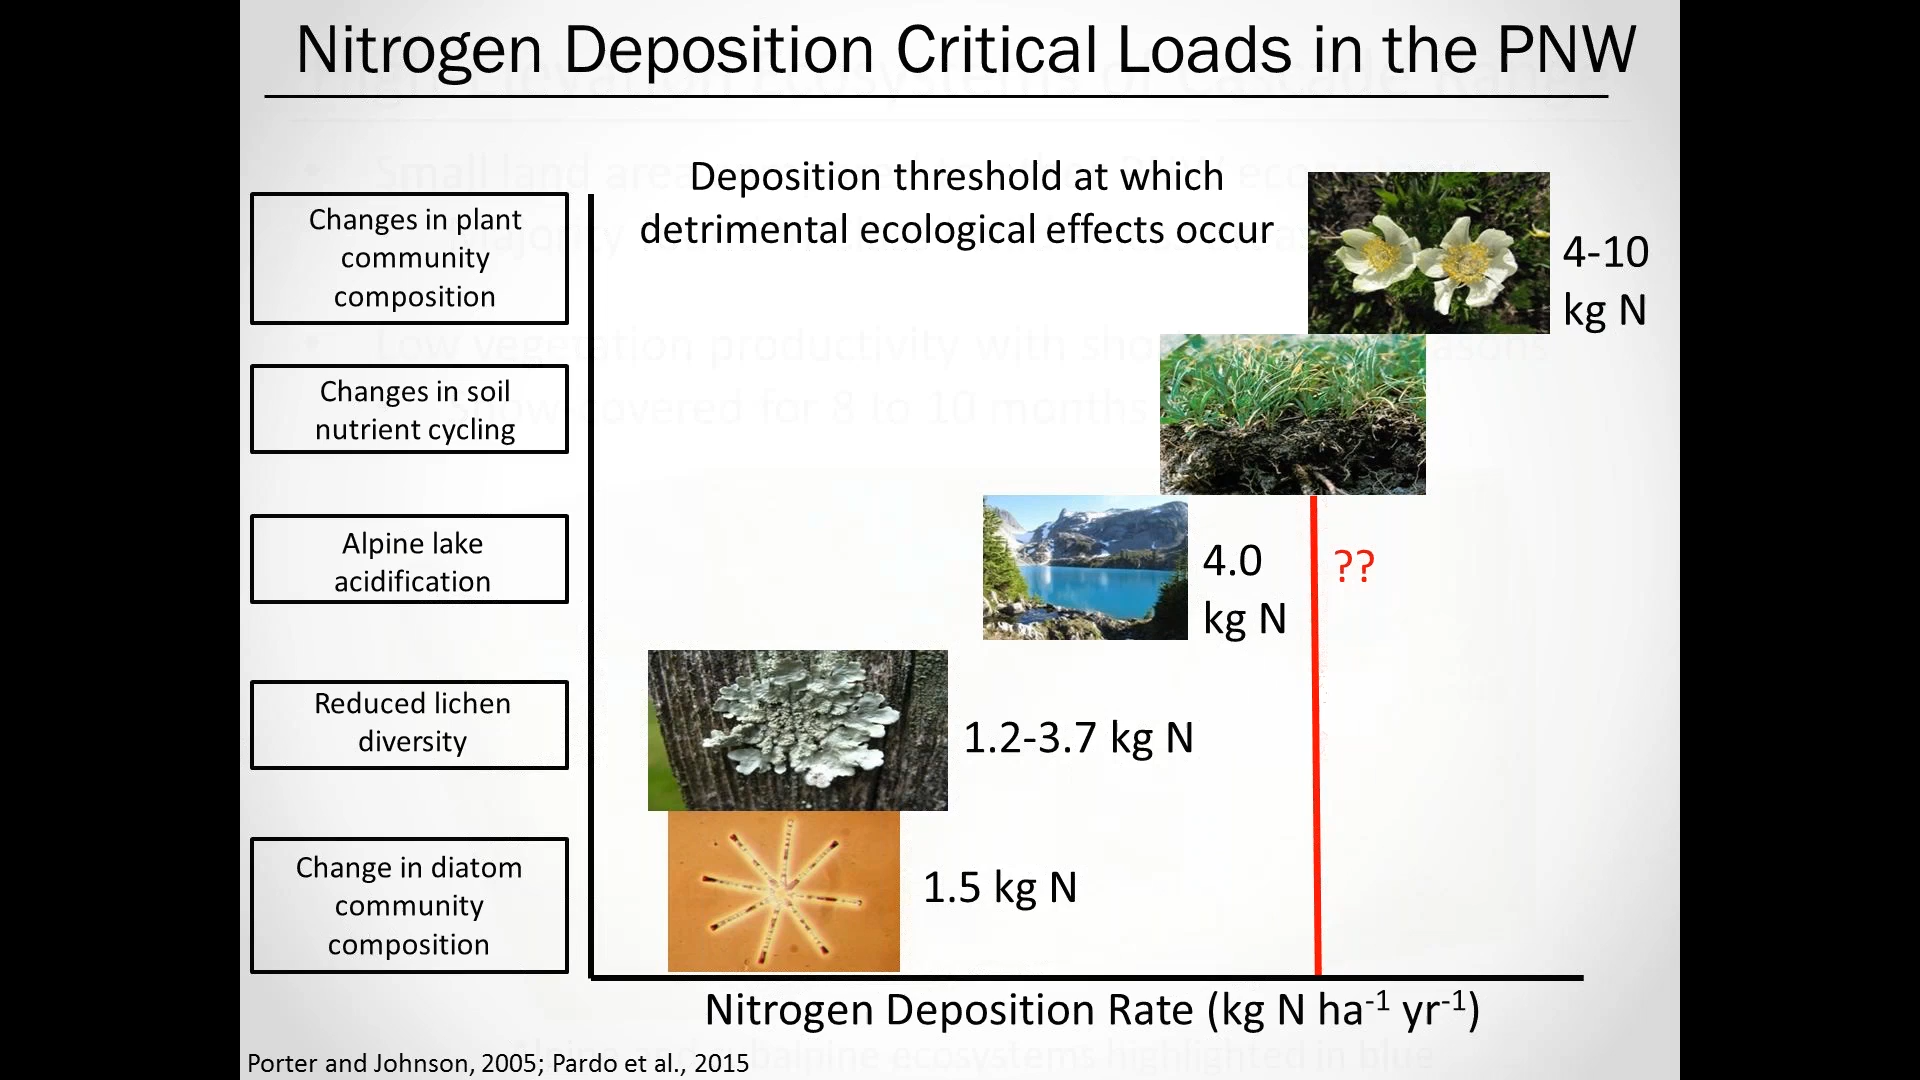 Nitrogen Deposition Critical Loads in the PNW
Deposition threshold at which
detrimental ecological effects occur
Changes in plant
community
composition
4-10
kg N
Changes in soil
nutrient cycling
Alpine lake
acidification
4.0
kg N
??
Reduced lichen
diversity
1.2-3.7 kg N
Change in diatom
community
composition
1.5 kg N
Nitrogen Deposition Rate (kg N ha⁻¹ yr⁻¹)
Porter and Johnson, 2005; Pardo et al., 2015